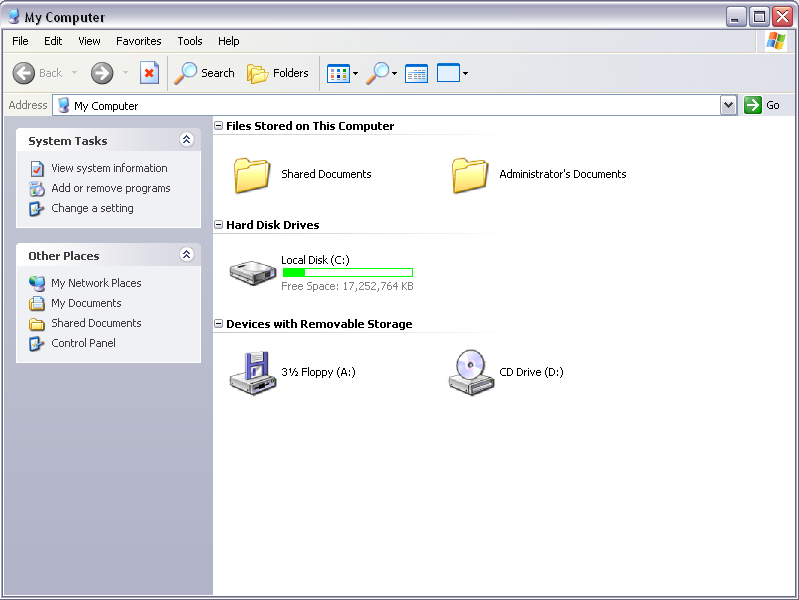 My Computer
File Edit View Favorites Tools Help
Back Search Folders
Address My Computer Go
System Tasks
View system information
Add or remove programs
Change a setting
Other Places
My Network Places
My Documents
Shared Documents
Control Panel
Files Stored on This Computer
Shared Documents Administrator's Documents
Hard Disk Drives
Local Disk (C:)
Free Space: 17,252,764 KB
Devices with Removable Storage
3½ Floppy (A:) CD Drive (D:)